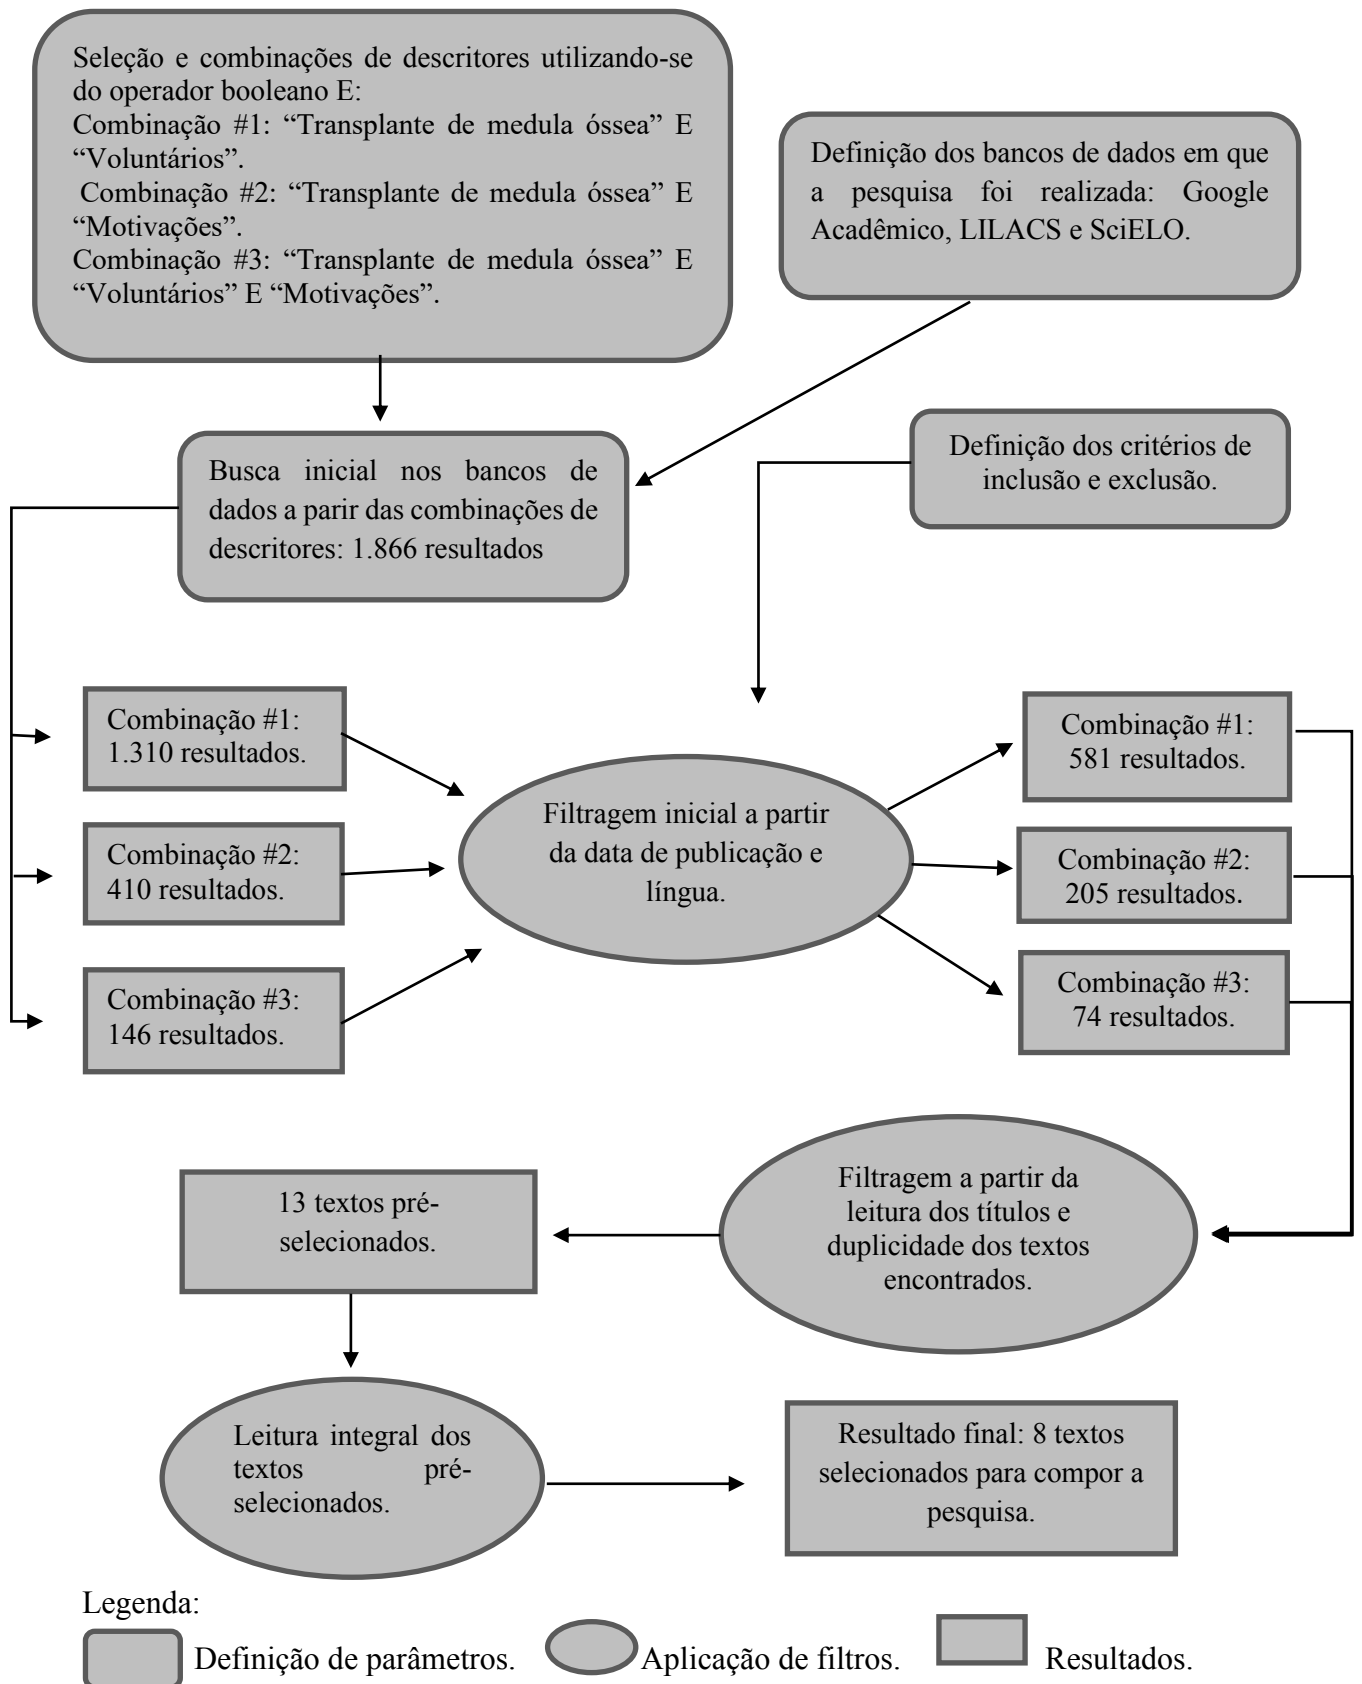 Seleção e combinações de descritores utilizando-se
do operador booleano E:
Combinação #1: “Transplante de medula óssea” E
“Voluntários”.
Combinação #2: “Transplante de medula óssea” E
“Motivações”.
Combinação #3: “Transplante de medula óssea” E
“Voluntários” E “Motivações”.
Definição dos bancos de dados em que
a pesquisa foi realizada: Google
Acadêmico, LILACS e SciELO.
Busca inicial nos bancos de
dados a parir das combinações de
descritores: 1.866 resultados
Definição dos critérios de
inclusão e exclusão.
Combinação #1:
1.310 resultados.
Combinação #2:
410 resultados.
Combinação #3:
146 resultados.
Filtragem inicial a partir
da data de publicação e
língua.
Combinação #1:
581 resultados.
Combinação #2:
205 resultados.
Combinação #3:
74 resultados.
Filtragem a partir da
leitura dos títulos e
duplicidade dos textos
encontrados.
13 textos pré-
selecionados.
Leitura integral dos
textos pré-
selecionados.
Resultado final: 8 textos
selecionados para compor a
pesquisa.
Legenda:
Definição de parâmetros.
Aplicação de filtros.
Resultados.